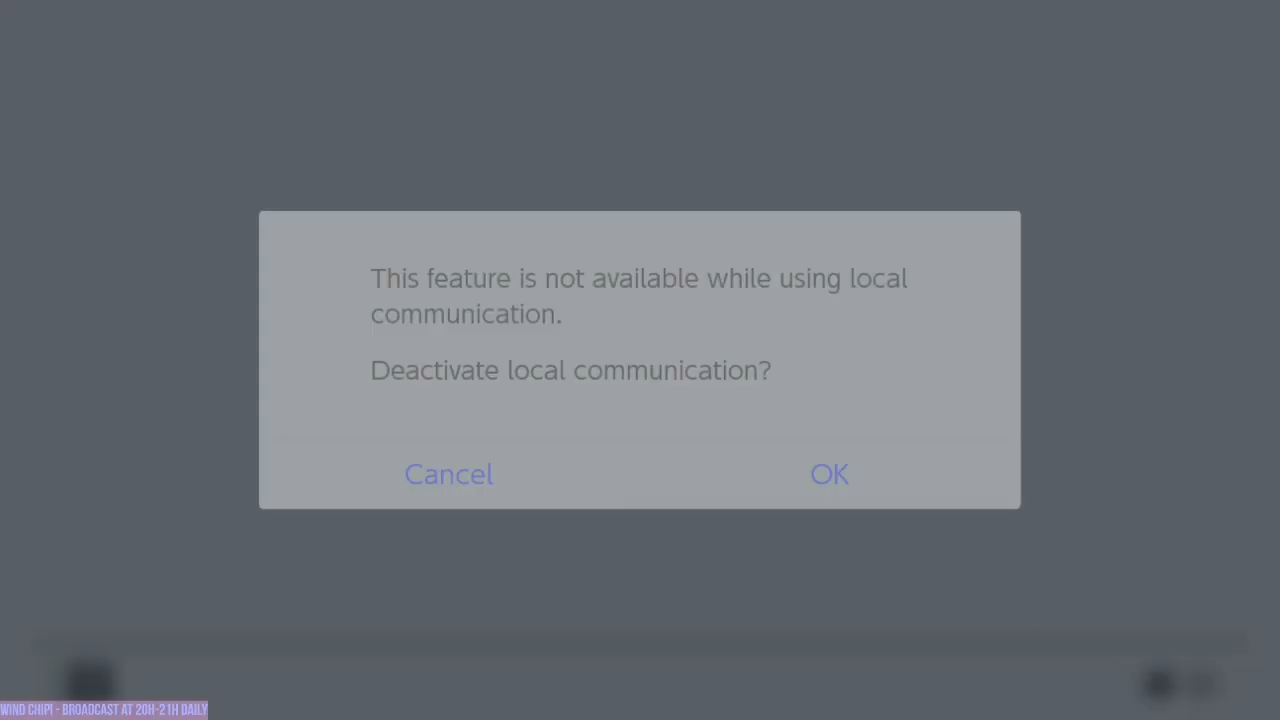 This feature is not available while using local
communication.
Deactivate local communication?
Cancel
OK
WIND CHIPI - BROADCAST AT 20H-21H DAILY